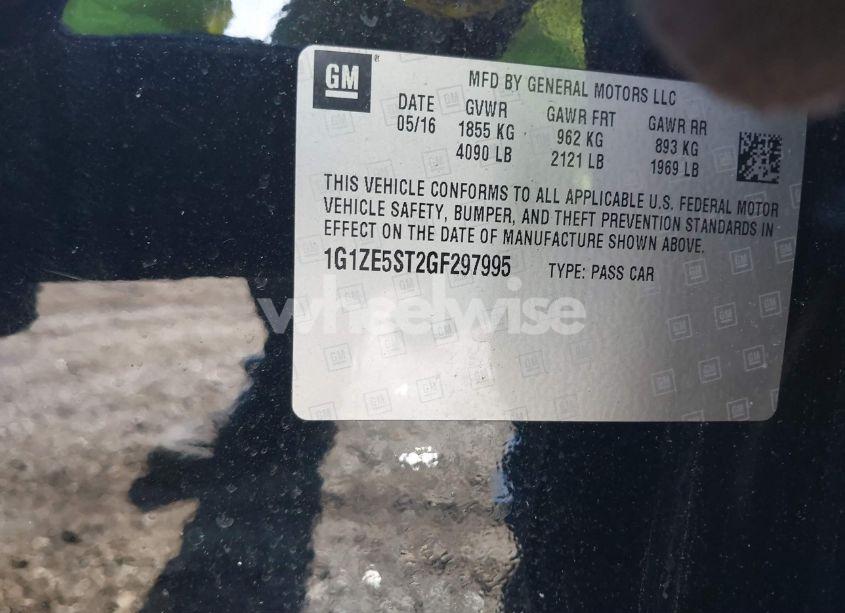 GM
MFD BY GENERAL MOTORS LLC
DATE GVWR GAWR FRT GAWR RR
05/16 1855 KG 962 KG 893 KG
4090 LB 2121 LB 1969 LB
THIS VEHICLE CONFORMS TO ALL APPLICABLE U.S. FEDERAL MOTOR
VEHICLE SAFETY, BUMPER, AND THEFT PREVENTION STANDARDS IN
EFFECT ON THE DATE OF MANUFACTURE SHOWN ABOVE.
1G1ZE5ST2GF297995 TYPE: PASS CAR
wheelwise